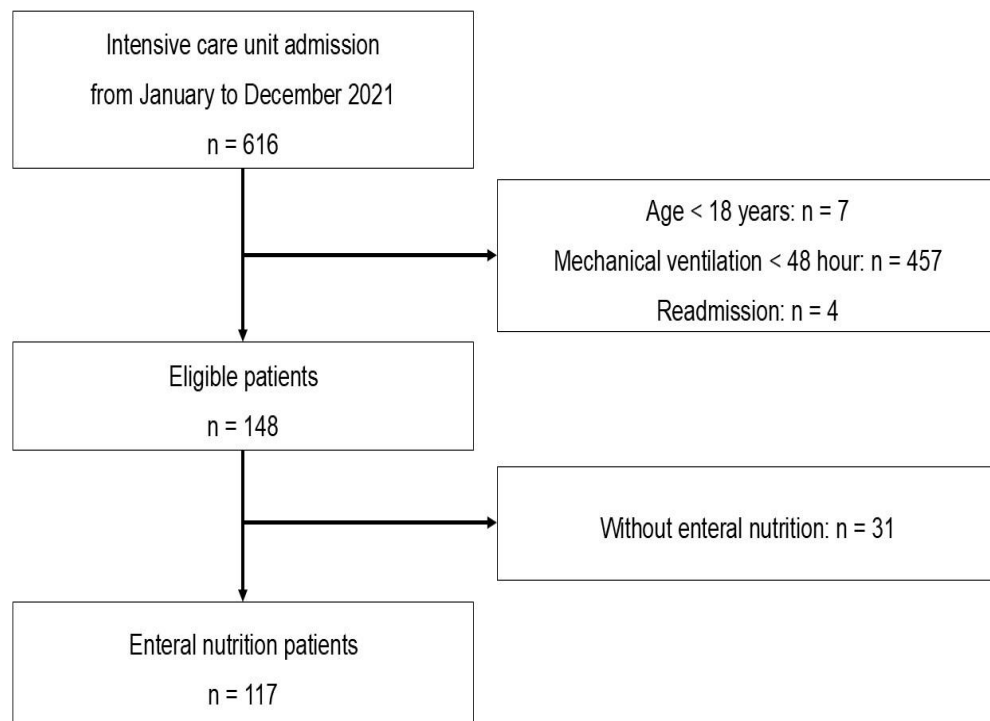 Intensive care unit admission
from January to December 2021
n = 616
Age < 18 years: n = 7
Mechanical ventilation < 48 hour: n = 457
Readmission: n = 4
Eligible patients
n = 148
Without enteral nutrition: n = 31
Enteral nutrition patients
n = 117